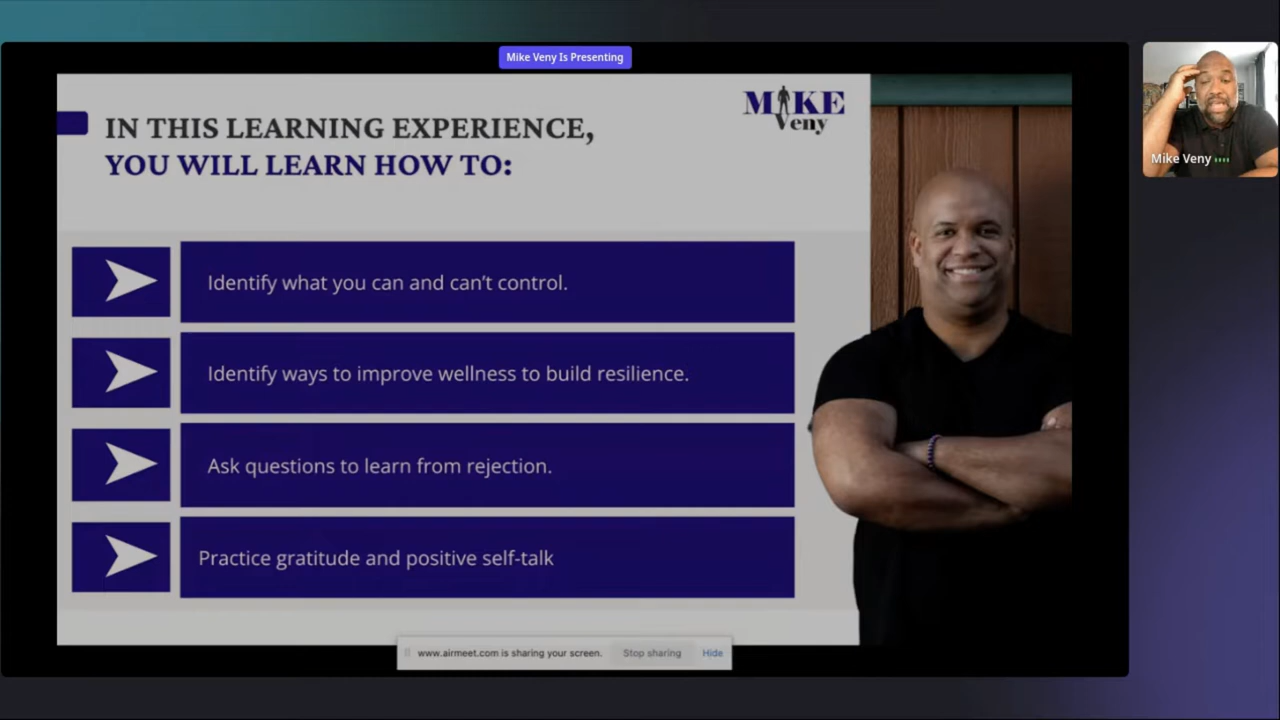 Mike Veny Is Presenting
MIKE
Veny
IN THIS LEARNING EXPERIENCE,
YOU WILL LEARN HOW TO:
Mike Veny
Identify what you can and can’t control.
Identify ways to improve wellness to build resilience.
Ask questions to learn from rejection.
Practice gratitude and positive self-talk
www.airmeet.com is sharing your screen. Stop sharing Hide